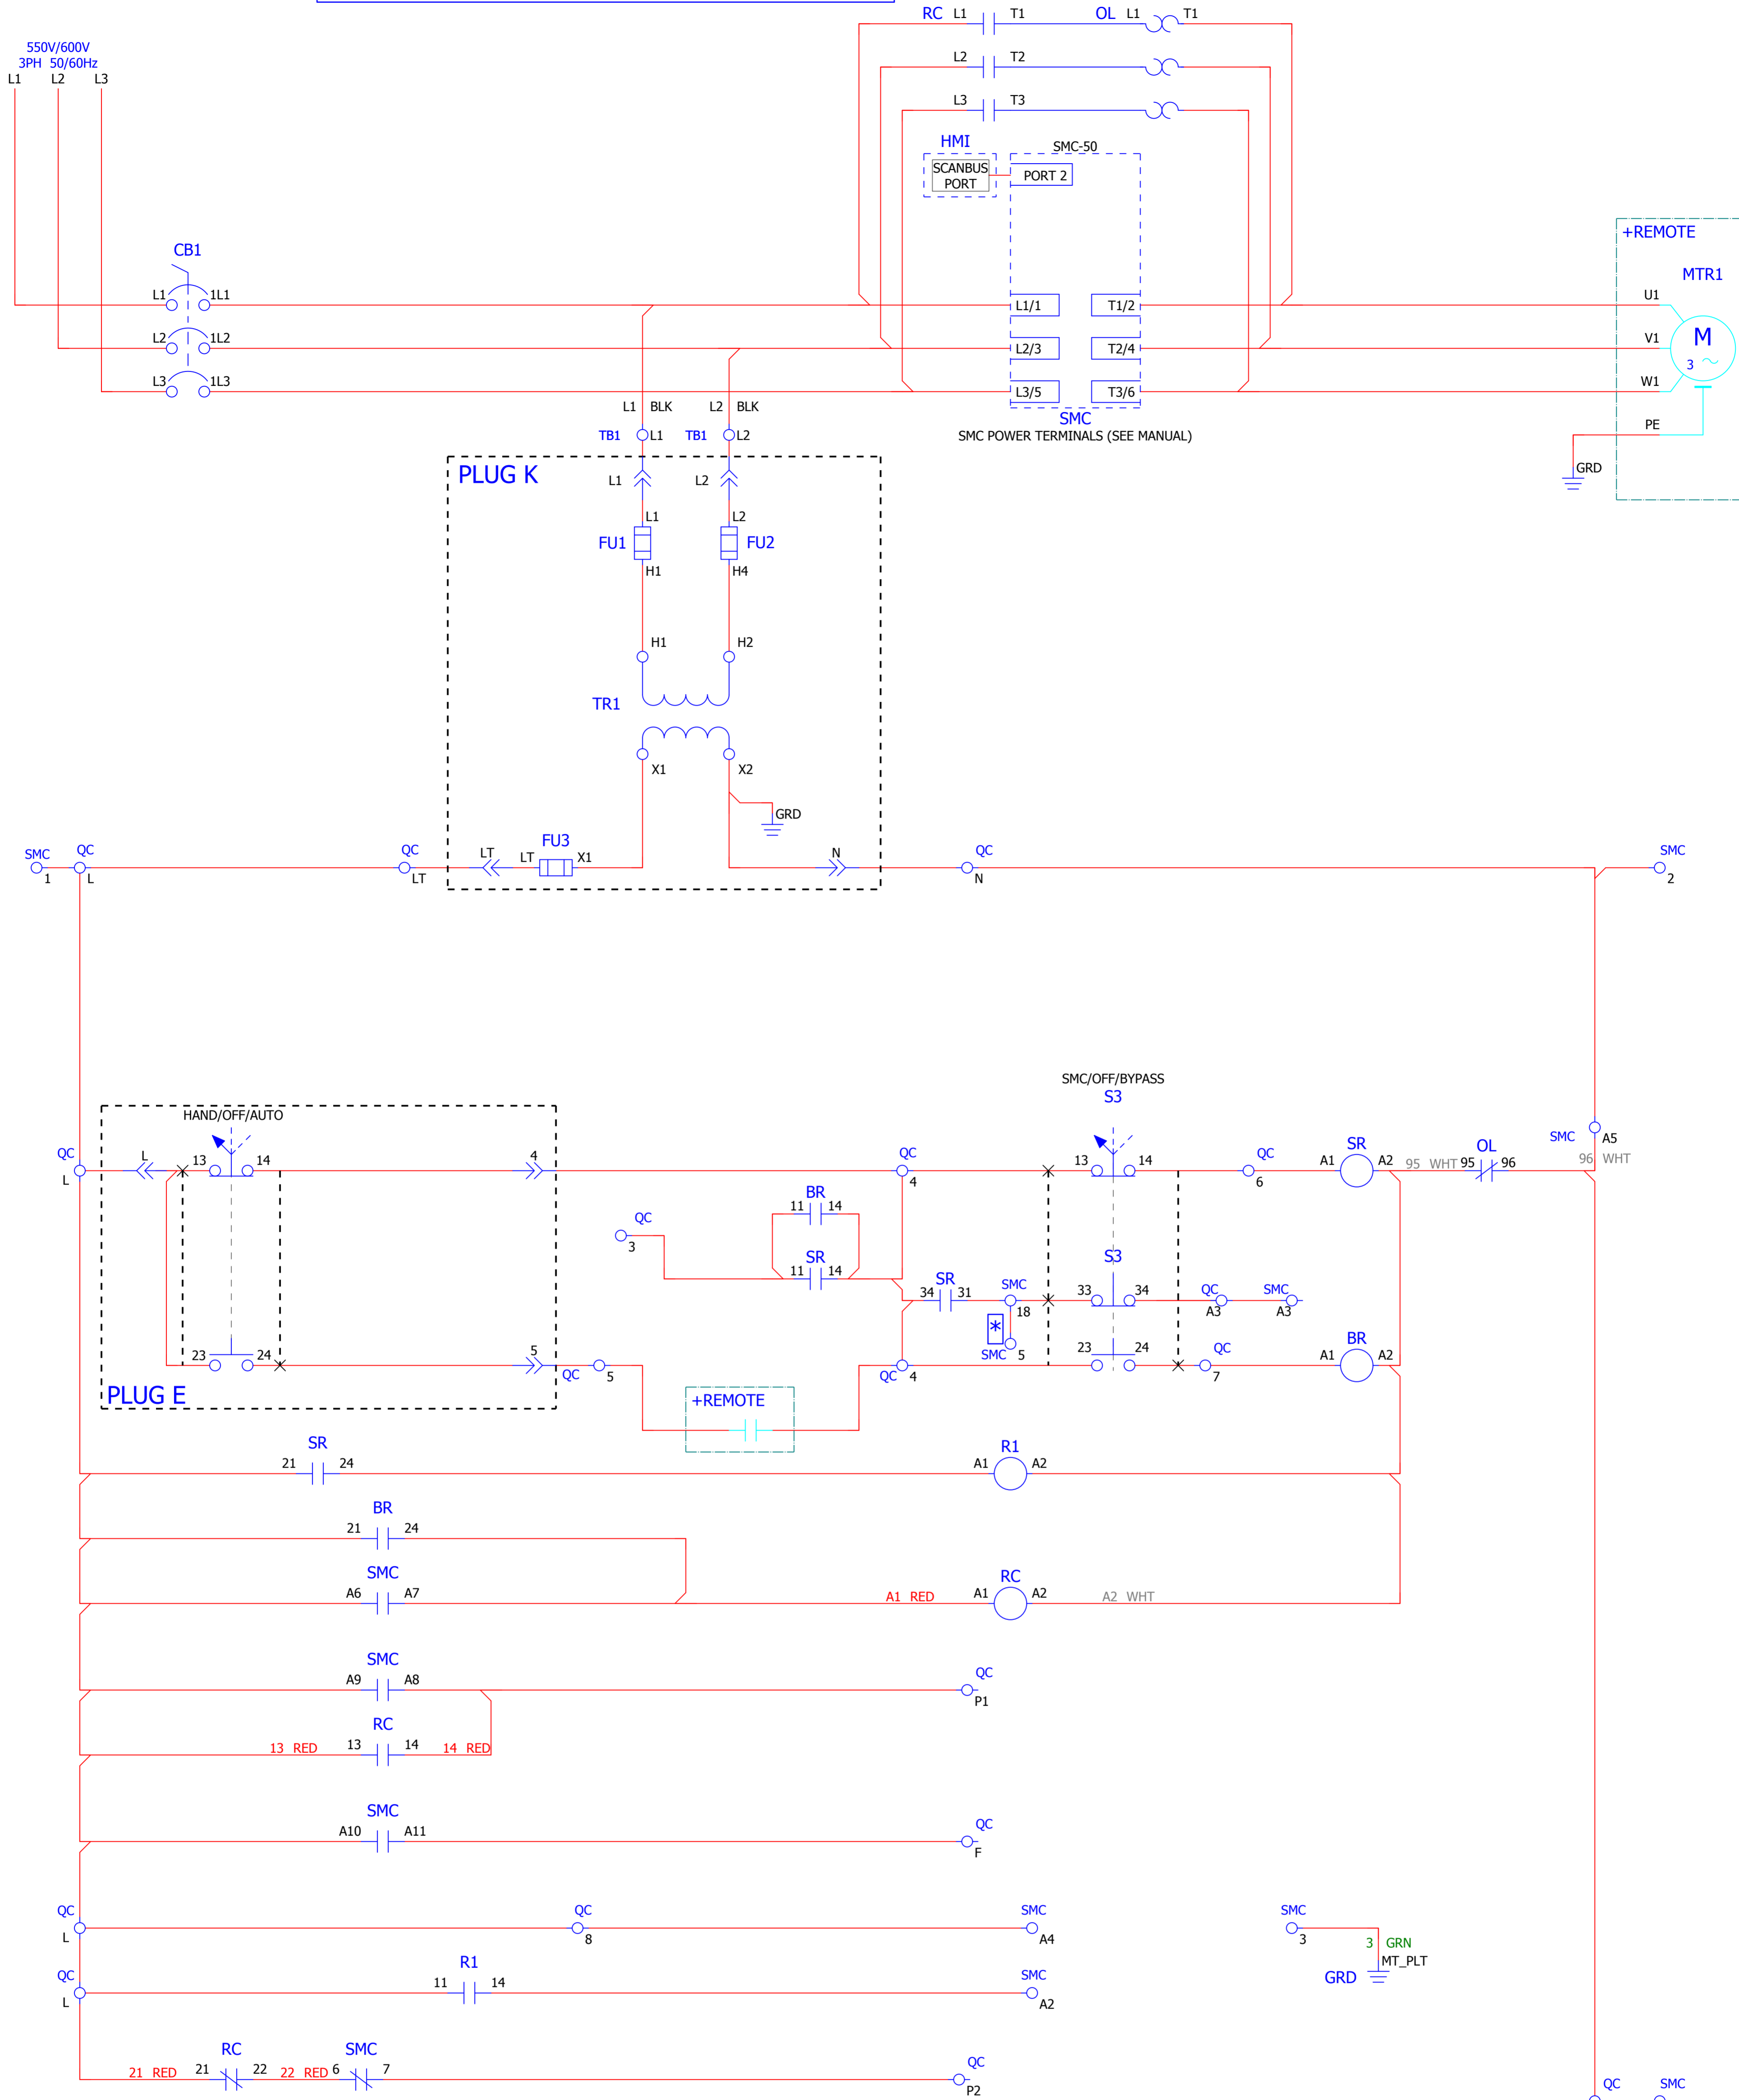 RC L1 T1 OL L1 T1
550V/600V
3PH 50/60Hz
L1 L2 L3
L2 T2
L3 T3
HMI
SMC-50
SCANBUS
PORT
PORT 2
+REMOTE
CB1
MTR1
L1 1L1
L1/1 T1/2
U1
L2 1L2
L2/3 T2/4
V1
M
3
L3 1L3
L3/5 T3/6
W1
L1 BLK L2 BLK
SMC
SMC POWER TERMINALS (SEE MANUAL)
PE
TB1 L1 TB1 L2
GRD
PLUG K
L1 L2
L1 L2
FU1 FU2
H1 H4
H1 H2
TR1
X1 X2
GRD
FU3
SMC QC QC LT LT X1 N QC SMC
1 L LT N 2
SMC/OFF/BYPASS
S3
HAND/OFF/AUTO
QC L 13 14 4 QC 13 14 QC SR OL SMC A5
A1 A2 95 WHT 95 96 96 WHT
L 4 6
BR
11 14
QC
3
SR
11 14
S3
SR
34 31
SMC
18
33 34
QC SMC
A3 A3
*
SMC 5
BR
23 24 5 QC 5 QC 4 23 24 QC 7 A1 A2
PLUG E
+REMOTE
SR
21 24
R1
A1 A2
BR
21 24
SMC
A6 A7
RC
A1 RED A1 A2 A2 WHT
SMC
A9 A8
QC
P1
RC
13 RED 13 14 14 RED
SMC
A10 A11
QC
F
QC QC SMC SMC
L 8 A4 3
3 GRN
MT_PLT
GRD
QC R1 SMC
11 14
L A2
RC SMC
21 RED 21 22 22 RED 6 7
QC
P2
QC SMC